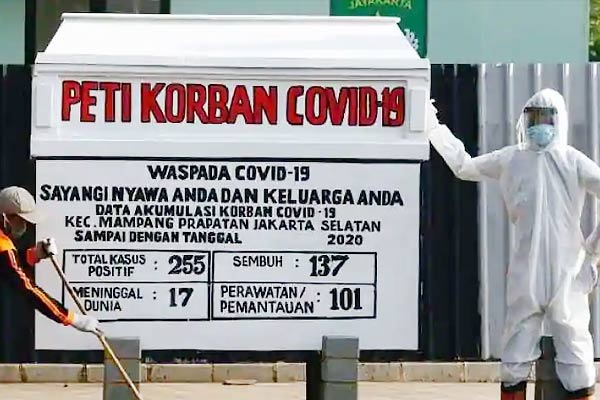 JAYAKARTA
PETI KORBAN COVID-19
WASPADA COVID-19
SAYANGI NYAWA ANDA DAN KELUARGA ANDA
DATA AKUMULASI KORBAN COVID-19
KEC. MAMPANG PRAPATAN JAKARTA SELATAN
SAMPAI DENGAN TANGGAL 2020
TOTAL KASUS POSITIF : 255
SEMBUH : 137
MENINGGAL DUNIA : 17
PERAWATAN/ PEMANTAUAN : 101